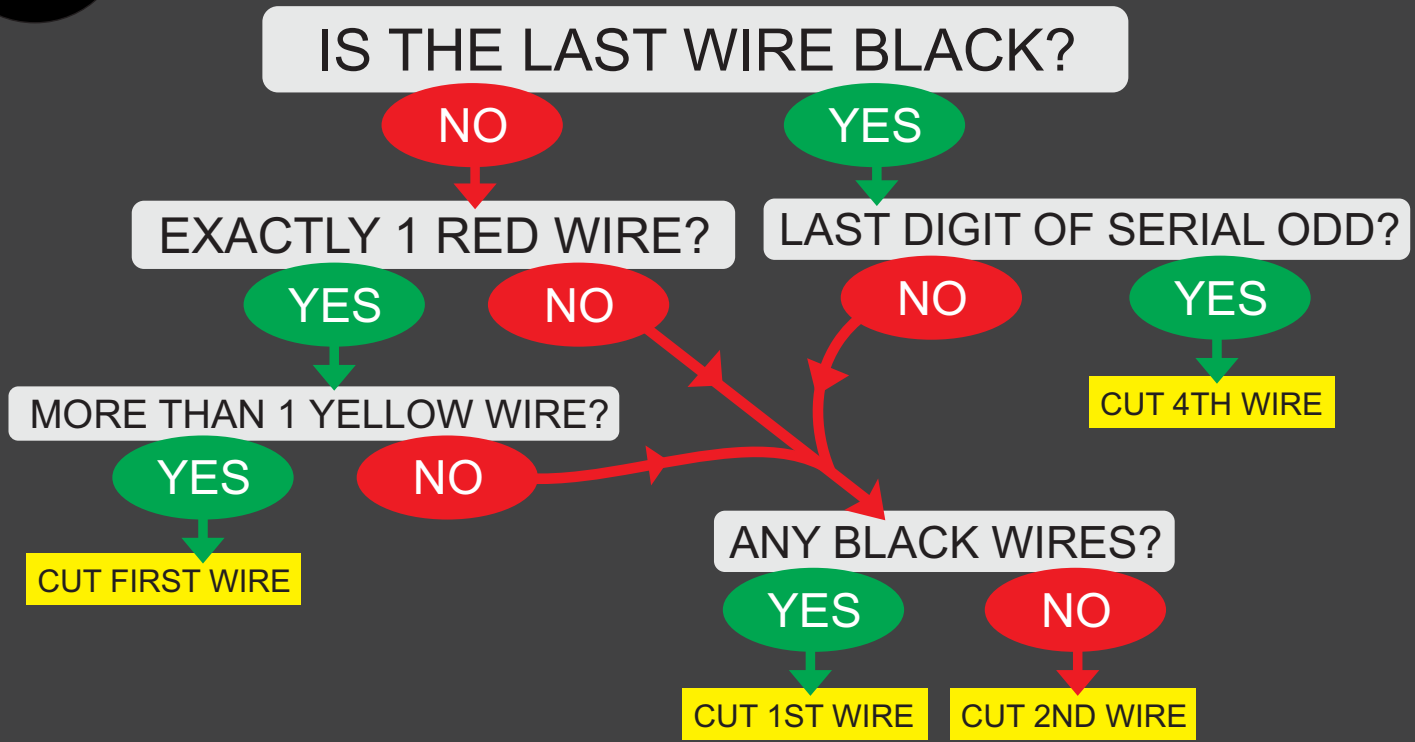 IS THE LAST WIRE BLACK?
NO
YES
EXACTLY 1 RED WIRE?
LAST DIGIT OF SERIAL ODD?
YES
NO
NO
YES
MORE THAN 1 YELLOW WIRE?
CUT 4TH WIRE
YES
NO
ANY BLACK WIRES?
CUT FIRST WIRE
YES
NO
CUT 1ST WIRE
CUT 2ND WIRE